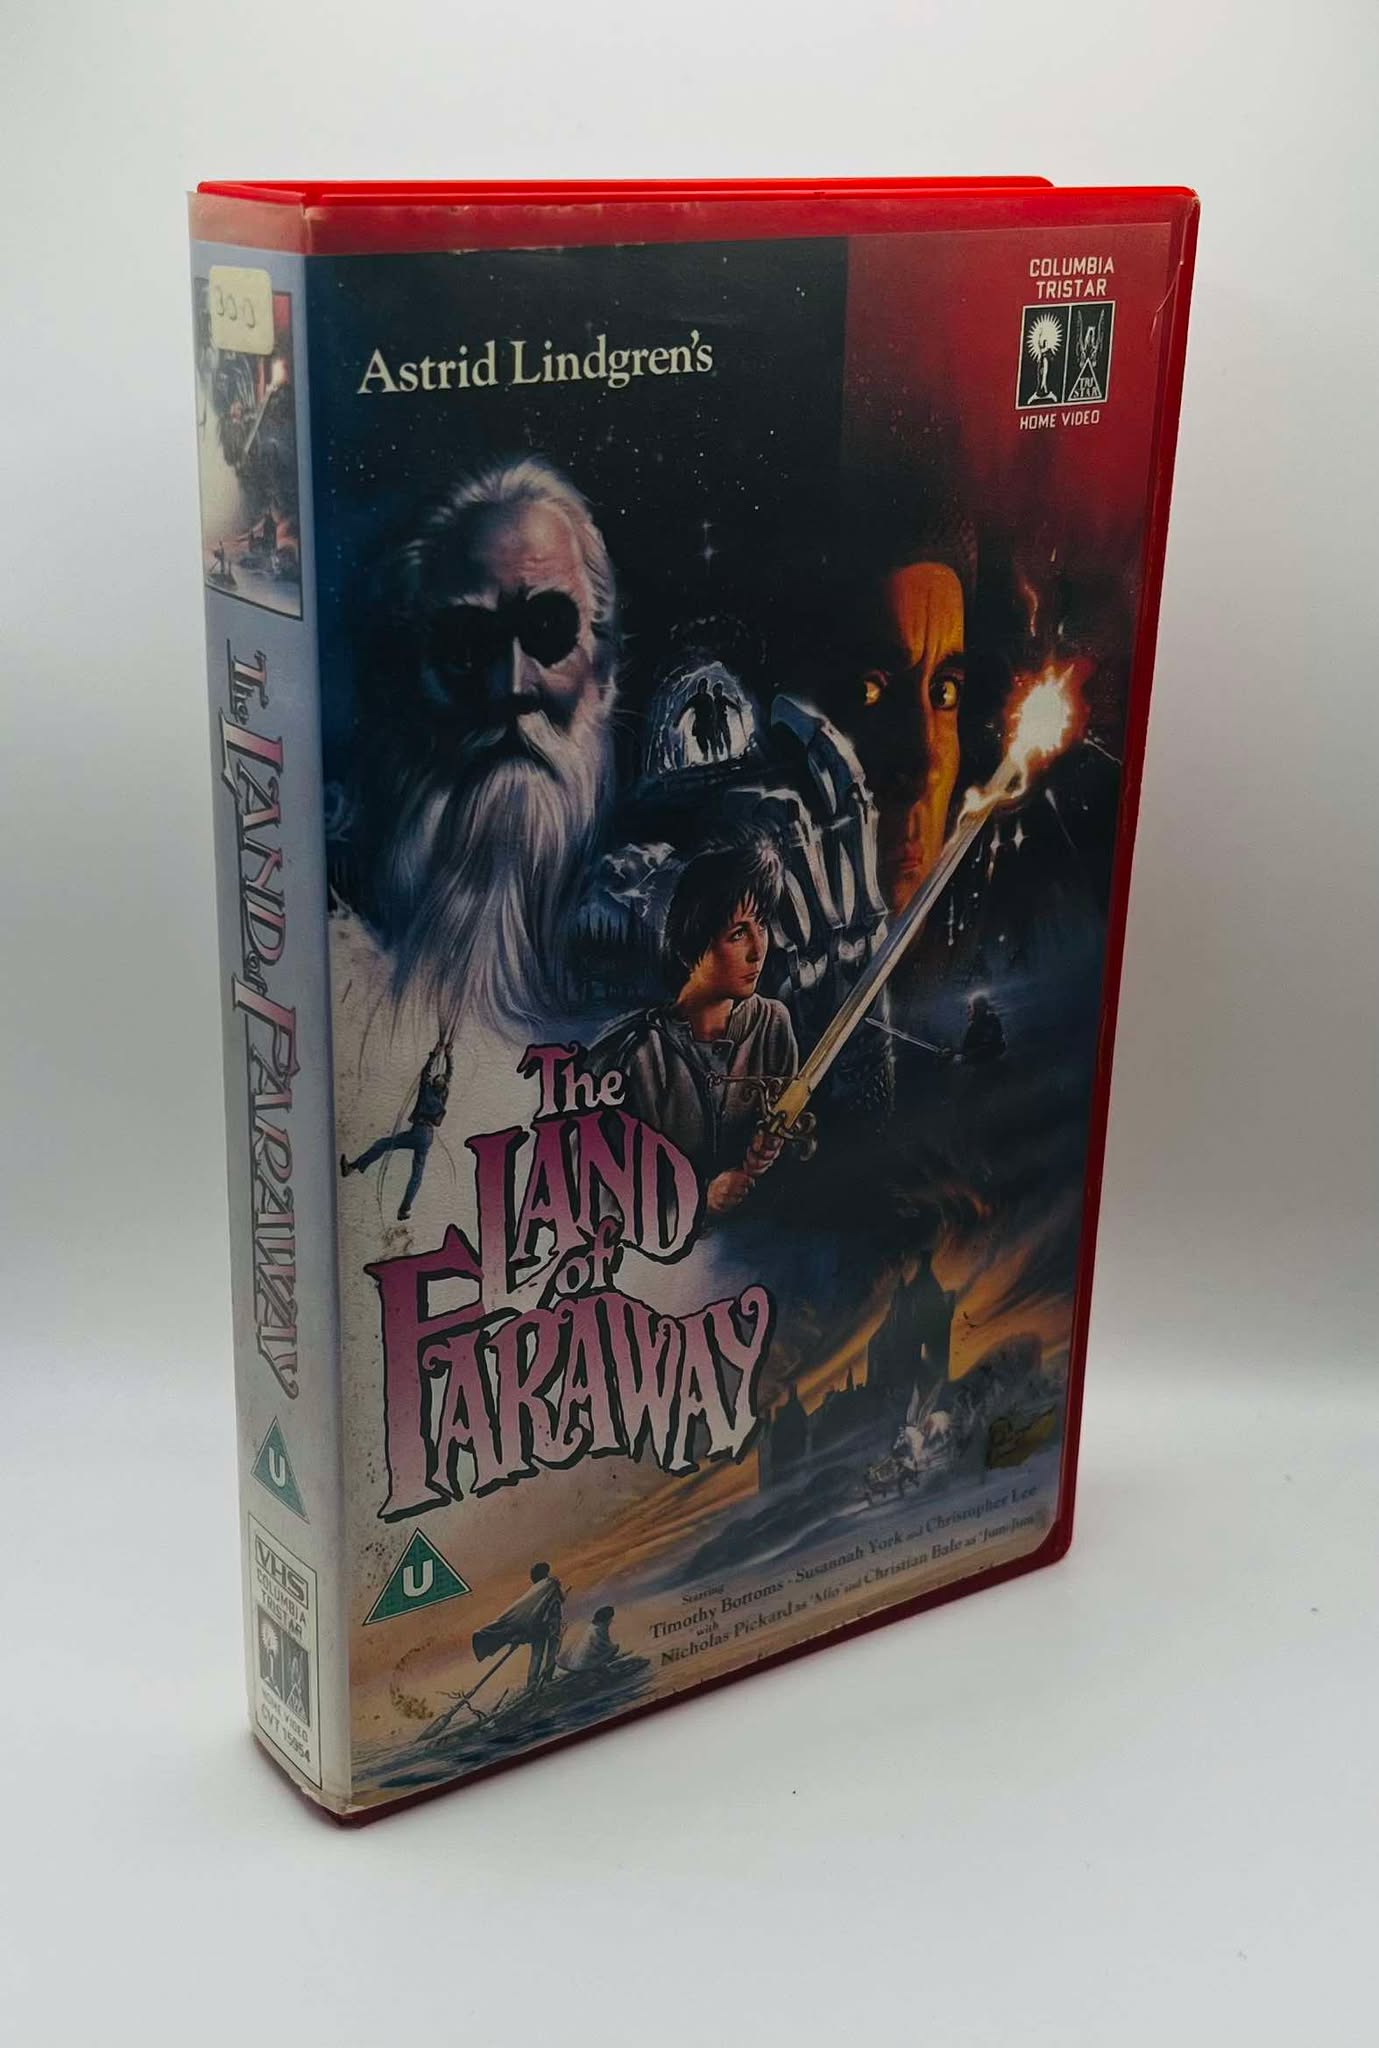 Astrid Lindgren's
COLUMBIA
TRISTAR
TRI
STAR
HOME VIDEO
The
LAND
of
FARAWAY
U
Starring
Timothy Bottoms · Susannah York and Christopher Lee
with
Nicholas Pickard as 'Mio' and Christian Bale as 'Jum-Jum'
The LAND of FARAWAY
U
VHS
COLUMBIA
TRISTAR
HOME VIDEO
CVT 15954